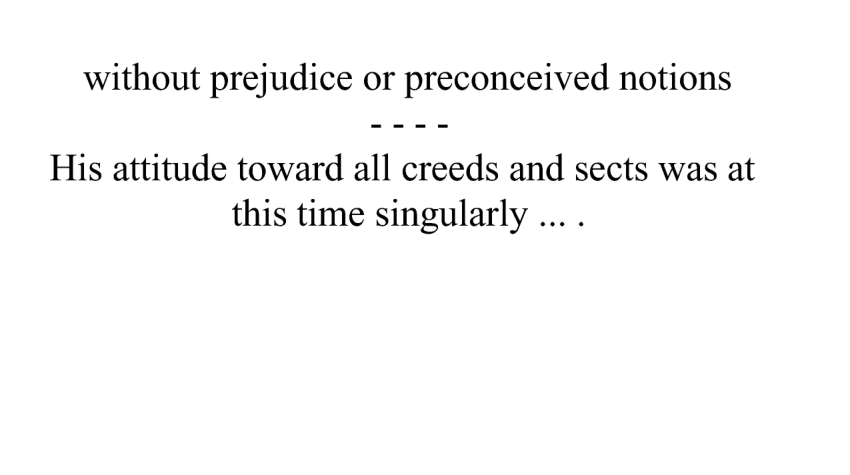 without prejudice or preconceived notions
- - - -
His attitude toward all creeds and sects was at
this time singularly ... .